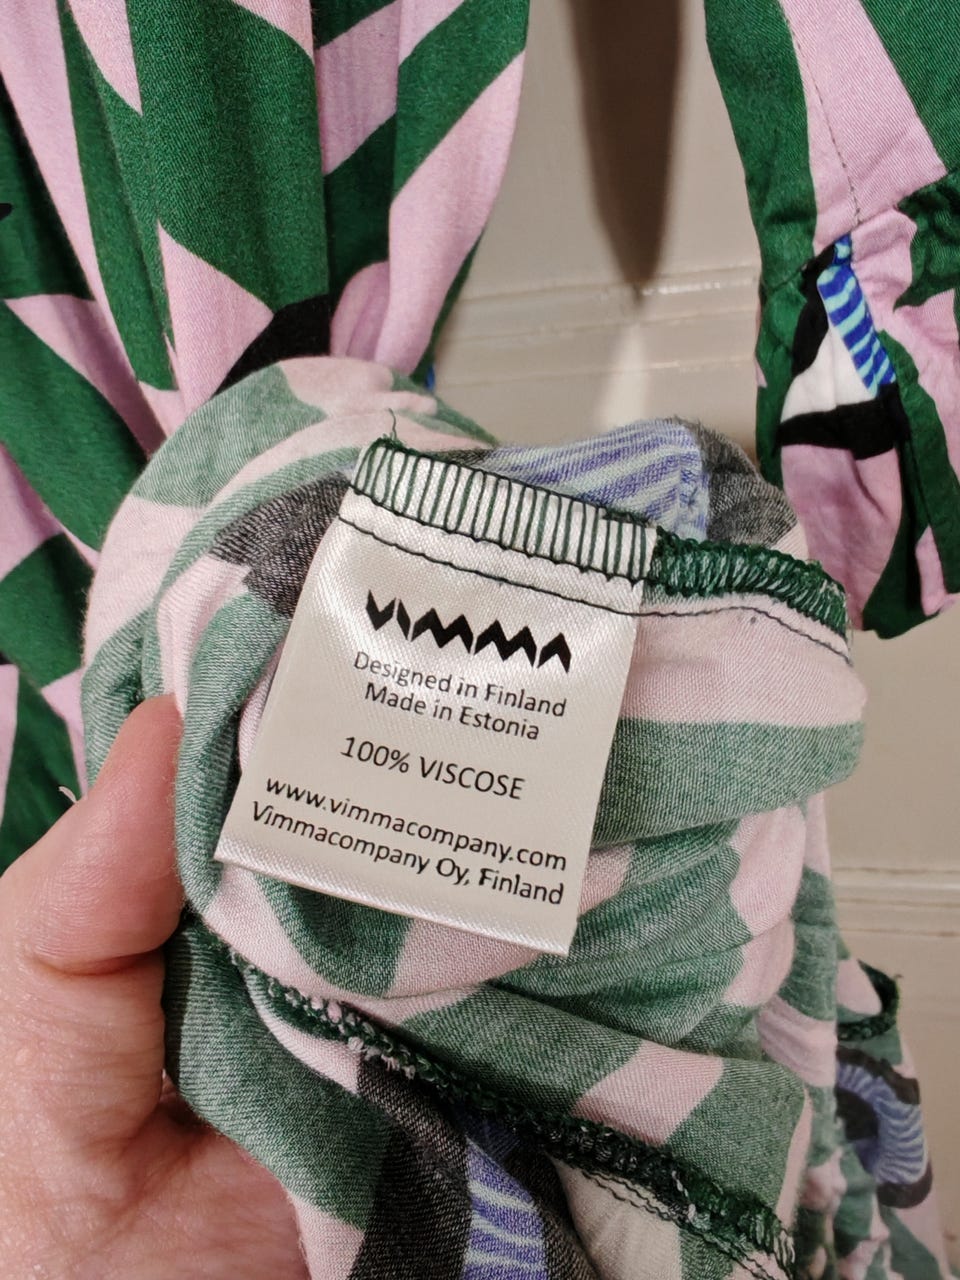 VIMMA
Designed in Finland
Made in Estonia
100% VISCOSE
www.vimmacompany.com
Vimmacompany Oy, Finland